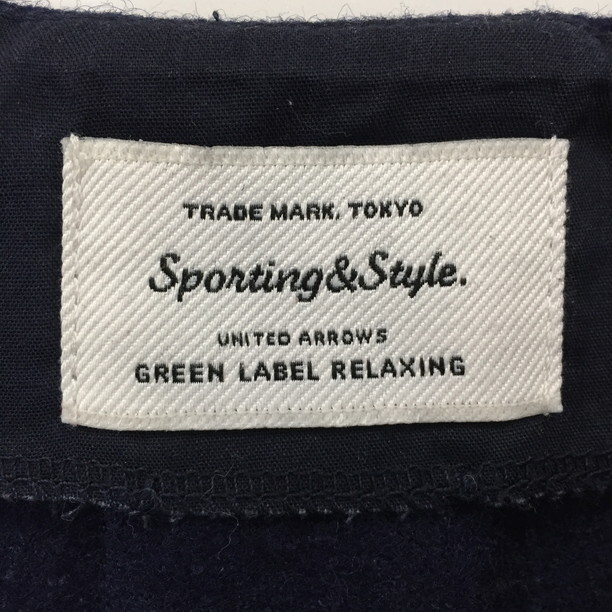 TRADE MARK, TOKYO
Sporting&Style.
UNITED ARROWS
GREEN LABEL RELAXING